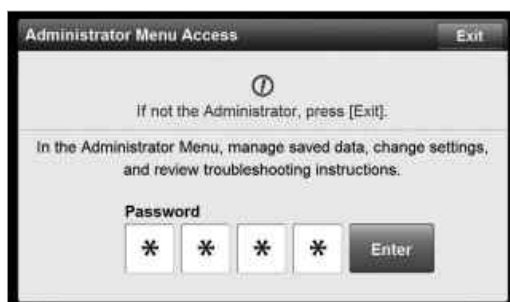 Administrator Menu Access
Exit
If not the Administrator, press [Exit].
In the Administrator Menu, manage saved data, change settings,
and review troubleshooting instructions.
Password
* * * *
Enter